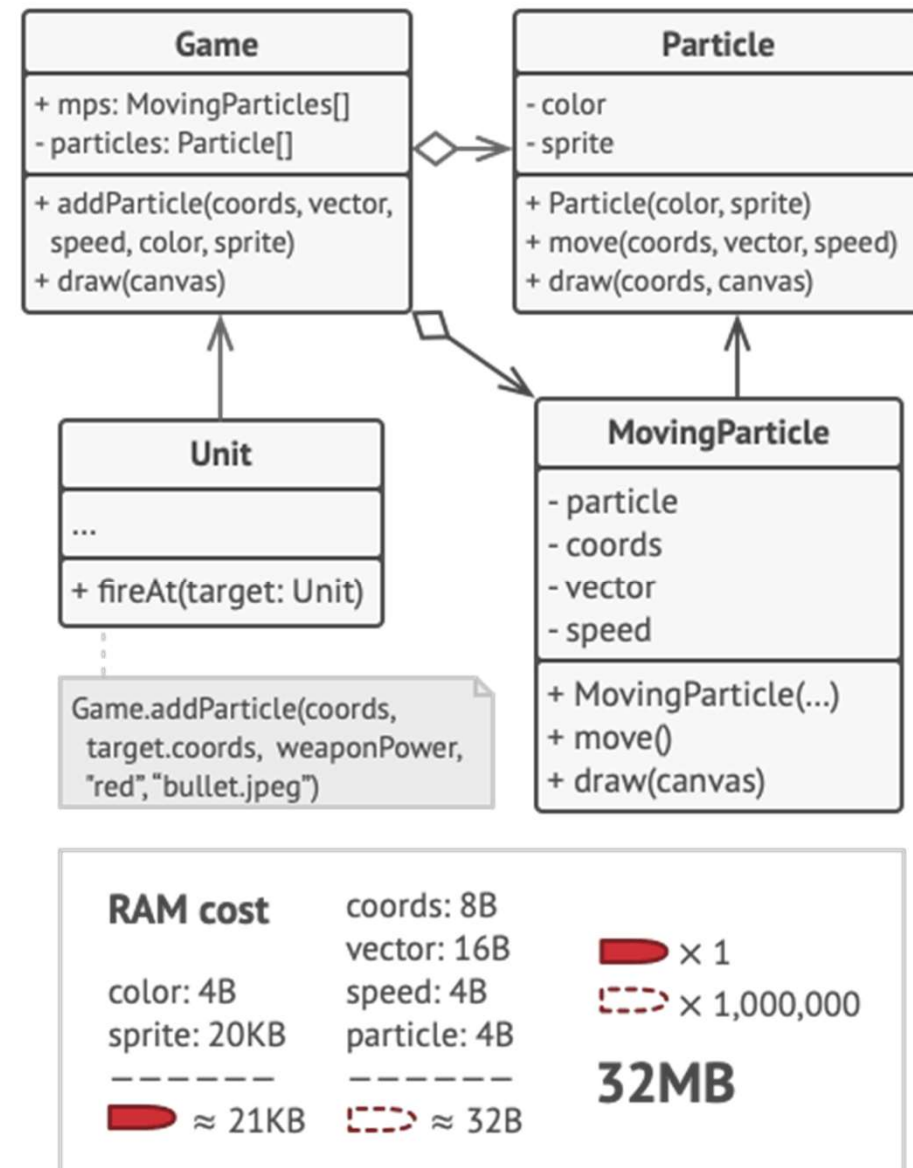 Game
+ mps: MovingParticles[]
- particles: Particle[]
+ addParticle(coords, vector,
speed, color, sprite)
+ draw(canvas)
Particle
- color
- sprite
+ Particle(color, sprite)
+ move(coords, vector, speed)
+ draw(coords, canvas)
Unit
...
+ fireAt(target: Unit)
Game.addParticle(coords,
target.coords, weaponPower,
"red", “bullet.jpeg”)
MovingParticle
- particle
- coords
- vector
- speed
+ MovingParticle(...)
+ move()
+ draw(canvas)
RAM cost
color: 4B
sprite: 20KB
≈ 21KB
coords: 8B
vector: 16B
speed: 4B
particle: 4B
≈ 32B
× 1
× 1,000,000
32MB